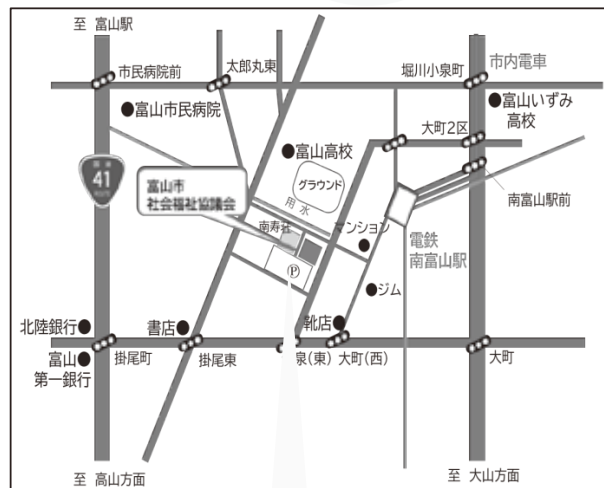 至 富山駅
市民病院前
太郎丸東
堀川小泉町
市内電車
富山市民病院
富山いずみ
高校
大町2区
富山高校
グラウンド
41
富山市
社会福祉協議会
用水
南富山駅前
南寿荘
マンション
電鉄
南富山駅
P
ジム
北陸銀行
書店
靴店
富山
第一銀行
掛尾町
掛尾東
泉(東)
大町(西)
大町
至 高山方面
至 大山方面